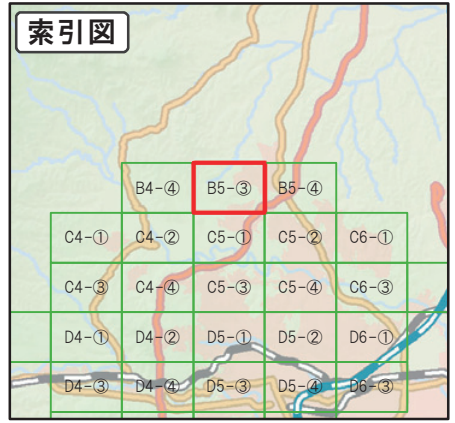 索引図
B4-④ B5-③ B5-④
C4-① C4-② C5-① C5-② C6-①
C4-③ C4-④ C5-③ C5-④ C6-③
D4-① D4-② D5-① D5-② D6-①
D4-③ D4-④ D5-③ D5-④ D6-③